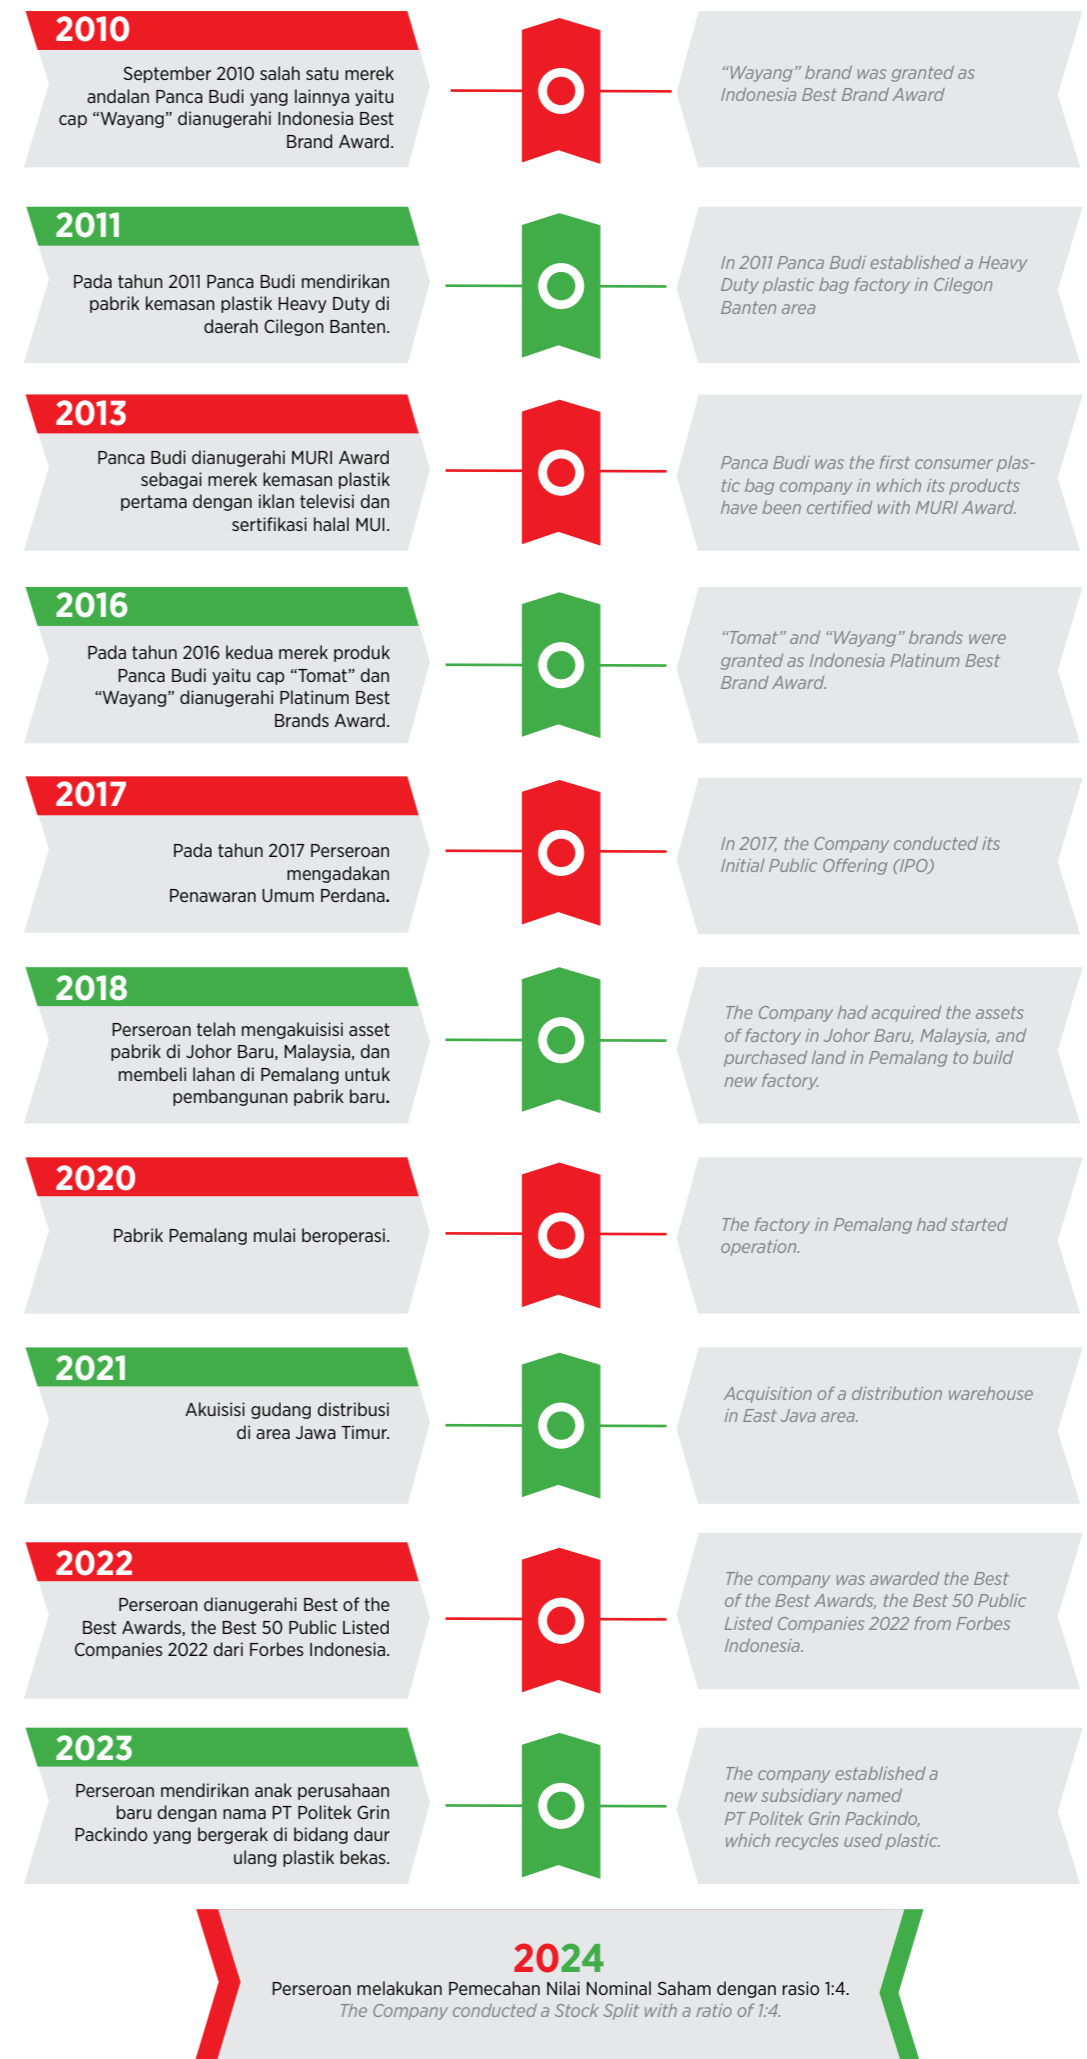 2010
September 2010 salah satu merek
andalan Panca Budi yang lainnya yaitu
cap “Wayang” dianugerahi Indonesia Best
Brand Award.
“Wayang” brand was granted as
Indonesia Best Brand Award
2011
Pada tahun 2011 Panca Budi mendirikan
pabrik kemasan plastik Heavy Duty di
daerah Cilegon Banten.
In 2011 Panca Budi established a Heavy
Duty plastic bag factory in Cilegon
Banten area
2013
Panca Budi dianugerahi MURI Award
sebagai merek kemasan plastik
pertama dengan iklan televisi dan
sertifikasi halal MUI.
Panca Budi was the first consumer plas-
tic bag company in which its products
have been certified with MURI Award.
2016
Pada tahun 2016 kedua merek produk
Panca Budi yaitu cap “Tomat” dan
“Wayang” dianugerahi Platinum Best
Brands Award.
“Tomat” and “Wayang” brands were
granted as Indonesia Platinum Best
Brand Award.
2017
Pada tahun 2017 Perseroan
mengadakan
Penawaran Umum Perdana.
In 2017, the Company conducted its
Initial Public Offering (IPO)
2018
Perseroan telah mengakuisisi asset
pabrik di Johor Baru, Malaysia, dan
membeli lahan di Pemalang untuk
pembangunan pabrik baru.
The Company had acquired the assets
of factory in Johor Baru, Malaysia, and
purchased land in Pemalang to build
new factory.
2020
Pabrik Pemalang mulai beroperasi.
The factory in Pemalang had started
operation.
2021
Akuisisi gudang distribusi
di area Jawa Timur.
Acquisition of a distribution warehouse
in East Java area.
2022
Perseroan dianugerahi Best of the
Best Awards, the Best 50 Public Listed
Companies 2022 dari Forbes Indonesia.
The company was awarded the Best
of the Best Awards, the Best 50 Public
Listed Companies 2022 from Forbes
Indonesia.
2023
Perseroan mendirikan anak perusahaan
baru dengan nama PT Politek Grin
Packindo yang bergerak di bidang daur
ulang plastik bekas.
The company established a
new subsidiary named
PT Politek Grin Packindo,
which recycles used plastic.
2024
Perseroan melakukan Pemecahan Nilai Nominal Saham dengan rasio 1:4.
The Company conducted a Stock Split with a ratio of 1:4.